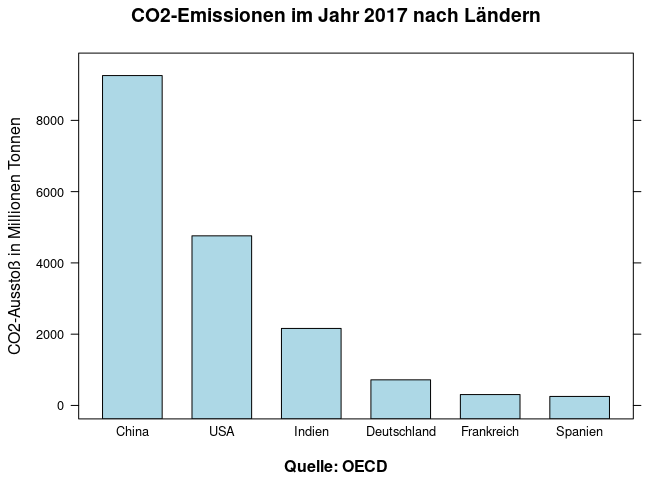 CO2-Emissionen im Jahr 2017 nach Ländern
CO2-Ausstoß in Millionen Tonnen
8000
6000
4000
2000
0
China USA Indien Deutschland Frankreich Spanien
Quelle: OECD